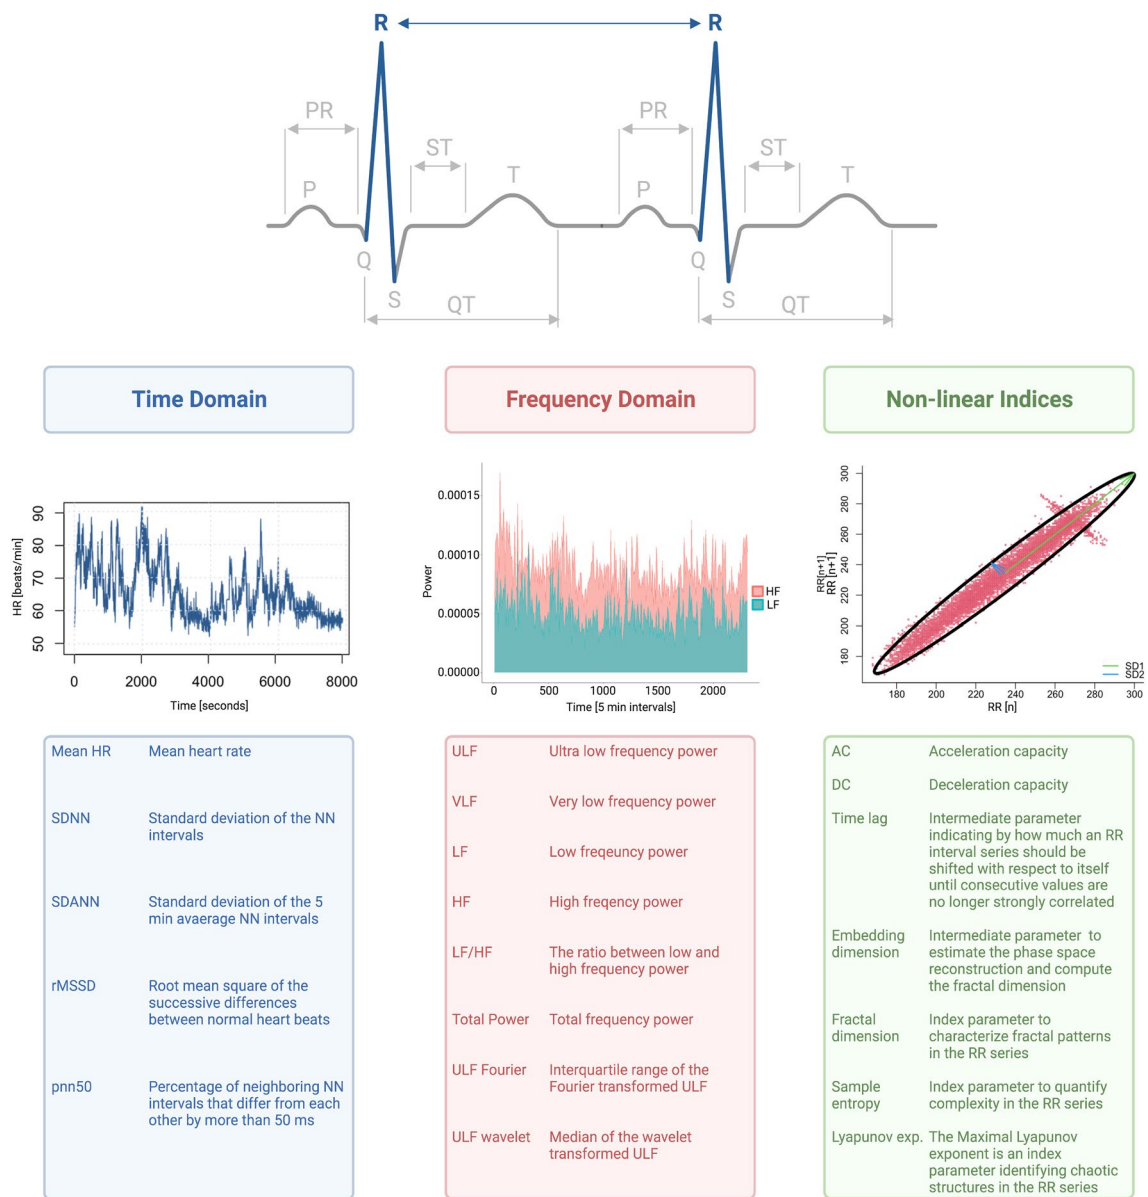 R R
PR PR
ST ST
P T P T
Q Q
S S
QT QT
Time Domain
Frequency Domain
Non-linear Indices
HR [beats/min]
90
80
70
60
50
0 2000 4000 6000 8000
Time [seconds]
Power
0.00015
0.00010
0.00005
0.00000
HF
LF
0 500 1000 1500 2000
Time [5 min intervals]
RR[n+1]
RR [n+1]
300
280
260
240
220
200
180
SD1
SD2
180 200 220 240 260 280 300
RR [n]
Mean HR Mean heart rate
SDNN Standard deviation of the NN
intervals
SDANN Standard deviation of the 5
min avaerage NN intervals
rMSSD Root mean square of the
successive differences
between normal heart beats
pnn50 Percentage of neighboring NN
intervals that differ from each
other by more than 50 ms
ULF Ultra low frequency power
VLF Very low frequency power
LF Low freqeuncy power
HF High freqency power
LF/HF The ratio between low and
high frequency power
Total Power Total frequency power
ULF Fourier Interquartile range of the
Fourier transformed ULF
ULF wavelet Median of the wavelet
transformed ULF
AC Acceleration capacity
DC Deceleration capacity
Time lag Intermediate parameter
indicating by how much an RR
interval series should be
shifted with respect to itself
until consecutive values are
no longer strongly correlated
Embedding Intermediate parameter to
dimension estimate the phase space
reconstruction and compute
the fractal dimension
Fractal Index parameter to
dimension characterize fractal patterns
in the RR series
Sample Index parameter to quantify
entropy complexity in the RR series
Lyapunov exp. The Maximal Lyapunov
exponent is an index
parameter identifying chaotic
structures in the RR series